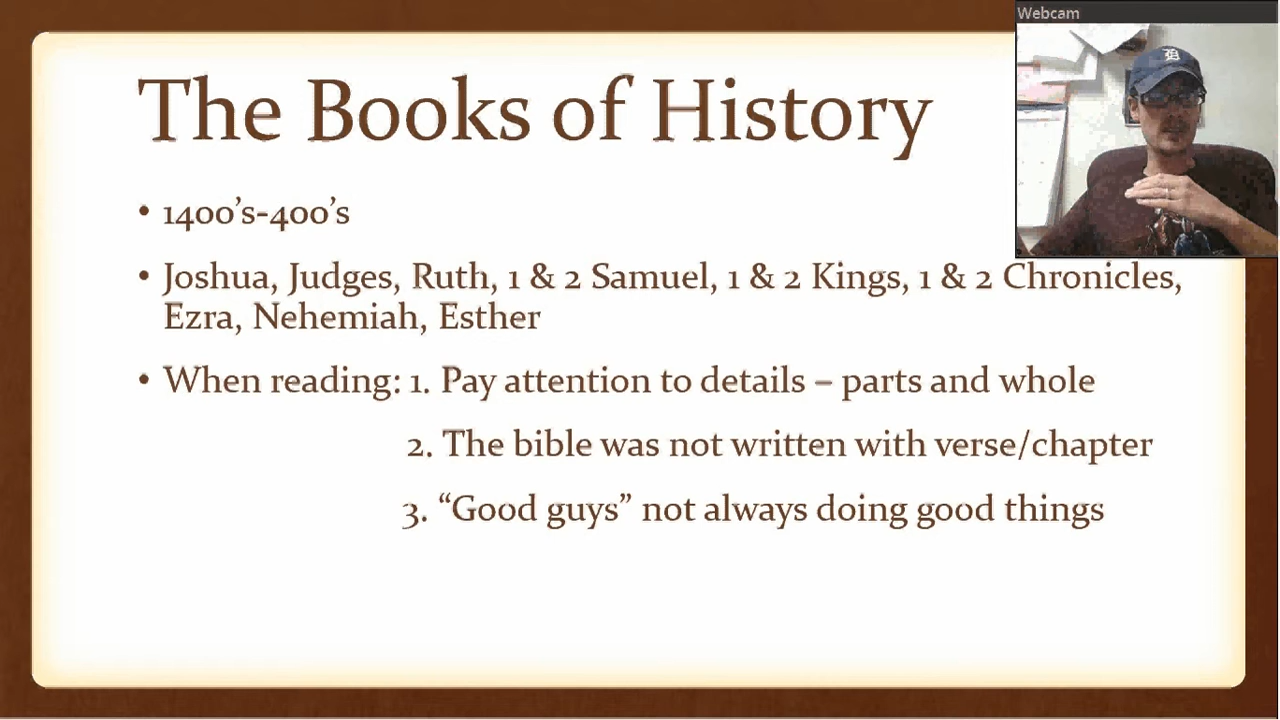 Webcam
The Books of History
• 1400’s-400’s
• Joshua, Judges, Ruth, 1 & 2 Samuel, 1 & 2 Kings, 1 & 2 Chronicles,
Ezra, Nehemiah, Esther
• When reading: 1. Pay attention to details – parts and whole
2. The bible was not written with verse/chapter
3. “Good guys” not always doing good things